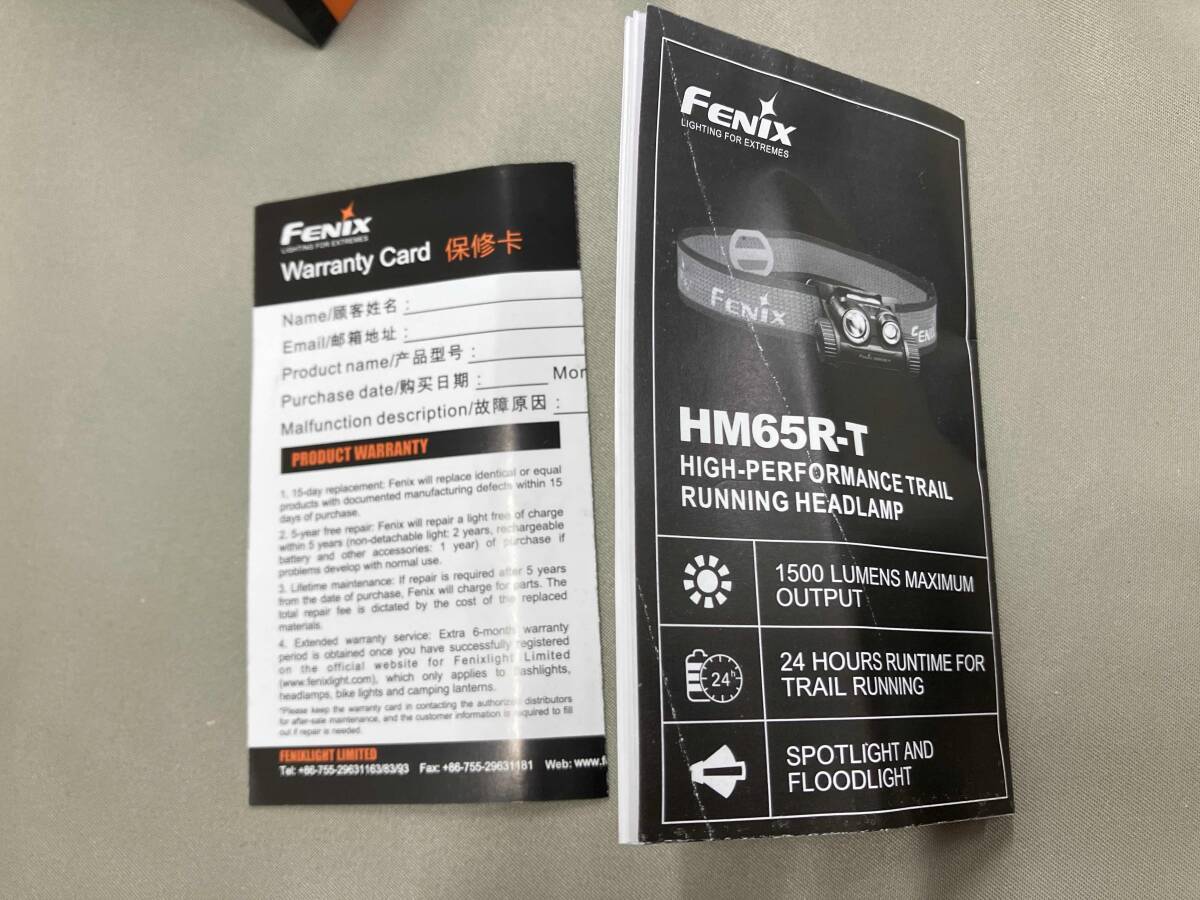 FENIX
LIGHTING FOR EXTREMES
Warranty Card 保修卡
Name/顾客姓名:
Email/邮箱地址:
Product name/产品型号:
Purchase date/购买日期: Mon
Malfunction description/故障原因:
PRODUCT WARRANTY
1. 15-day replacement: Fenix will replace identical or equal
products with documented manufacturing defects within 15
days of purchase.
2. 5-year free repair: Fenix will repair a light free of charge
within 5 years (non-detachable light: 2 years, rechargeable
battery and other accessories: 1 year) of purchase if
problems develop with normal use.
3. Lifetime maintenance: If repair is required after 5 years
from the date of purchase, Fenix will charge for parts. The
total repair fee is dictated by the cost of the replaced
materials.
4. Extended warranty service: Extra 6-month warranty
period is obtained once you have successfully registered
on the official website for Fenixlight Limited
(www.fenixlight.com), which only applies to flashlights,
headlamps, bike lights and camping lanterns.
*Please keep the warranty card in contacting the authorized distributors
for after-sale maintenance, and the customer information is required to fill
out if repair is needed.
FENIXLIGHT LIMITED
Tel: +86-755-29631163/83/93 Fax: +86-755-29631181 Web: www.f
FENIX
LIGHTING FOR EXTREMES
FENIX
FENI
HM65R-T
HIGH-PERFORMANCE TRAIL
RUNNING HEADLAMP
1500 LUMENS MAXIMUM
OUTPUT
24h
24 HOURS RUNTIME FOR
TRAIL RUNNING
SPOTLIGHT AND
FLOODLIGHT